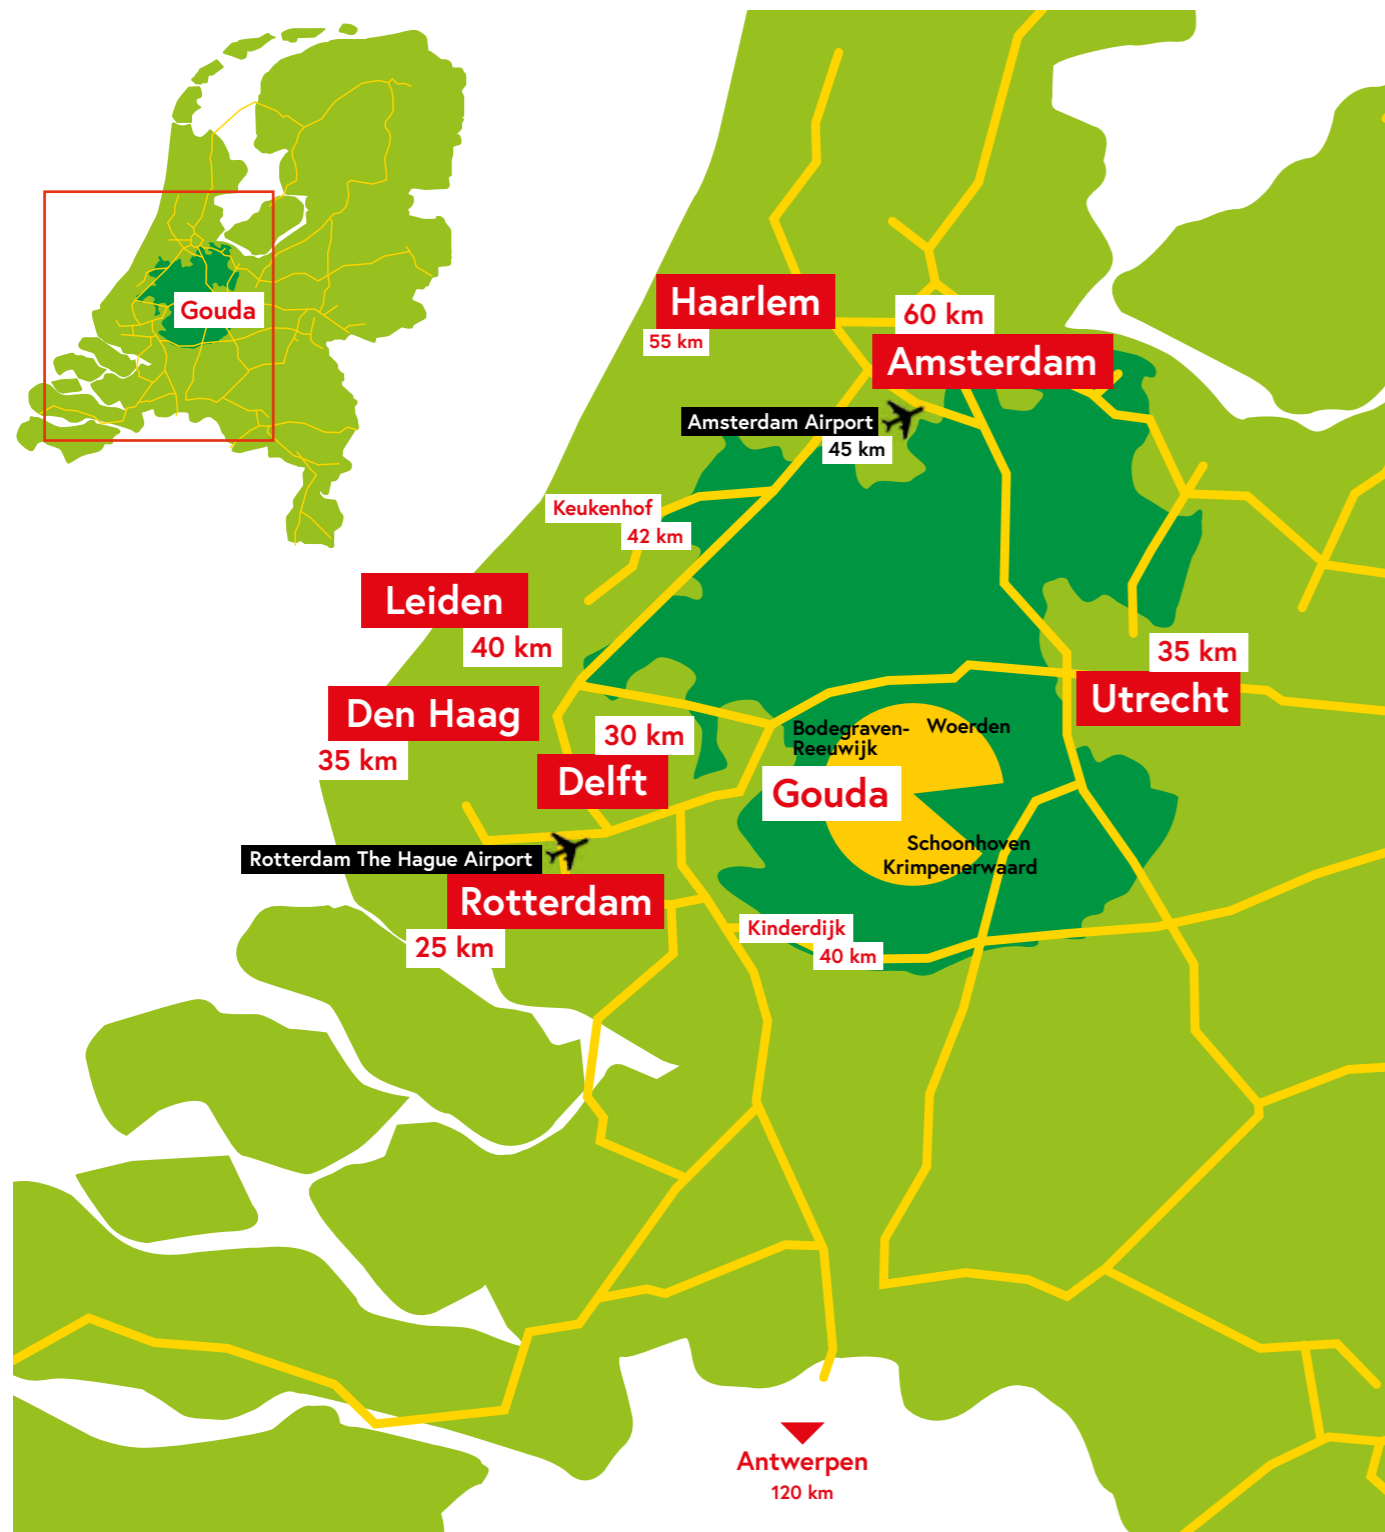 Gouda
Haarlem
55 km
60 km
Amsterdam
Amsterdam Airport
45 km
Keukenhof
42 km
Leiden
40 km
35 km
Utrecht
Den Haag
35 km
30 km
Delft
Bodegraven-
Reeuwijk
Woerden
Gouda
Schoonhoven
Krimpenerwaard
Rotterdam The Hague Airport
Rotterdam
25 km
Kinderdijk
40 km
Antwerpen
120 km